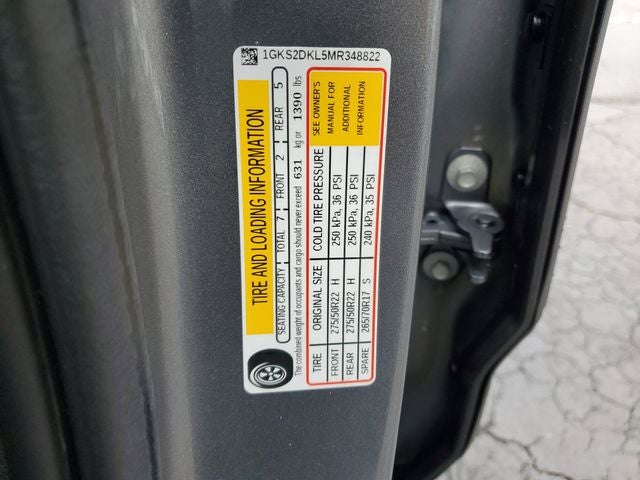 1GKS2DKL5MR348822
TIRE AND LOADING INFORMATION
SEATING CAPACITY TOTAL 7 FRONT 2 REAR 5
The combined weight of occupants and cargo should never exceed 631 kg or 1390 lbs.
TIRE ORIGINAL SIZE COLD TIRE PRESSURE
FRONT 275/50R22 H 250 kPa, 36 PSI
REAR 275/50R22 H 250 kPa, 36 PSI
SPARE 265/70R17 S 240 kPa, 35 PSI
SEE OWNER'S
MANUAL FOR
ADDITIONAL
INFORMATION